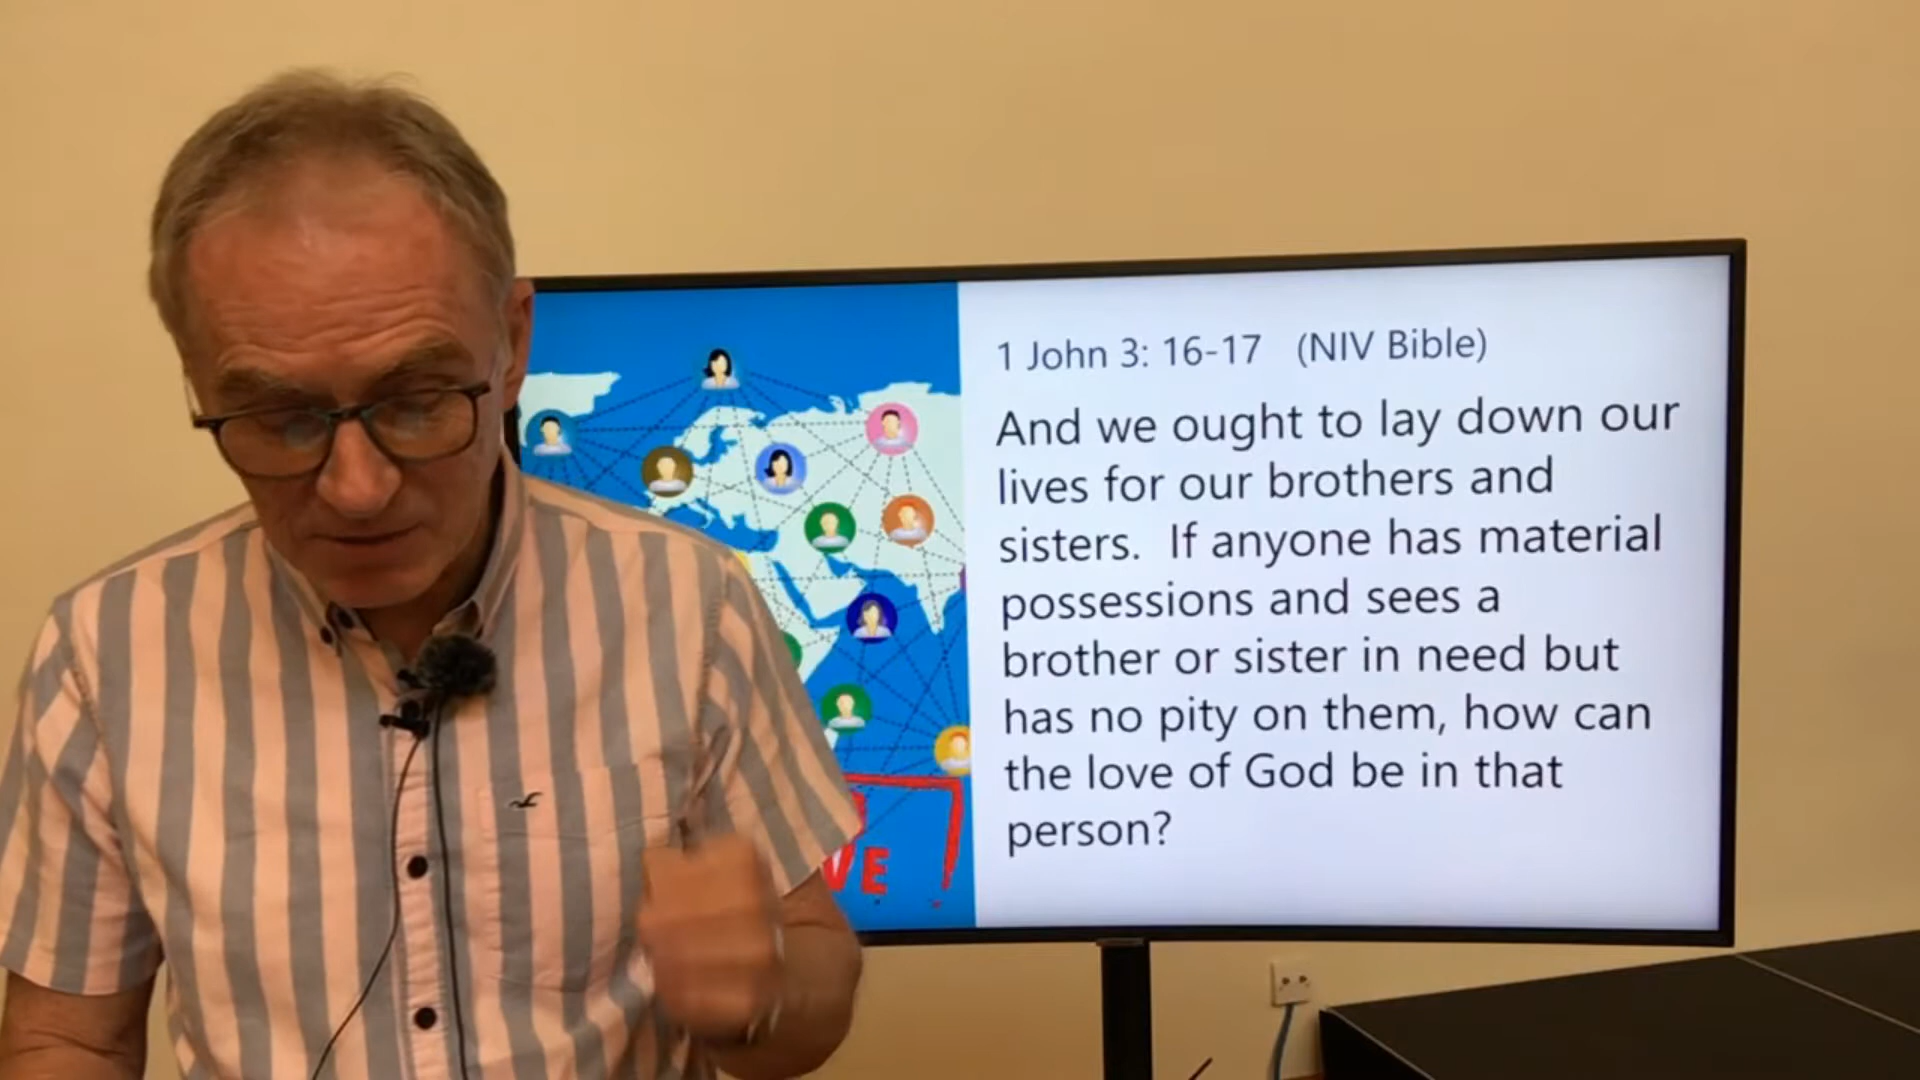 1 John 3: 16-17 (NIV Bible)
And we ought to lay down our
lives for our brothers and
sisters. If anyone has material
possessions and sees a
brother or sister in need but
has no pity on them, how can
the love of God be in that
person?